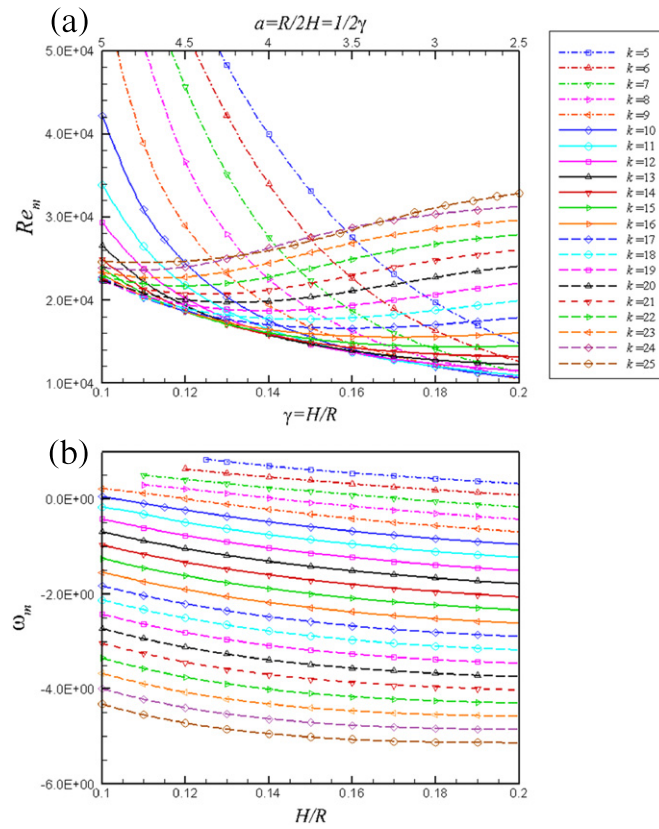 (a)
a=R/2H=1/2γ
5 4.5 4 3.5 3 2.5
5.0E+04
4.0E+04
3.0E+04
2.0E+04
1.0E+04
Re_m
0.1 0.12 0.14 0.16 0.18 0.2
γ=H/R
k=5
k=6
k=7
k=8
k=9
k=10
k=11
k=12
k=13
k=14
k=15
k=16
k=17
k=18
k=19
k=20
k=21
k=22
k=23
k=24
k=25
(b)
0.0E+00
-2.0E+00
-4.0E+00
-6.0E+00
ω_m
0.1 0.12 0.14 0.16 0.18 0.2
H/R